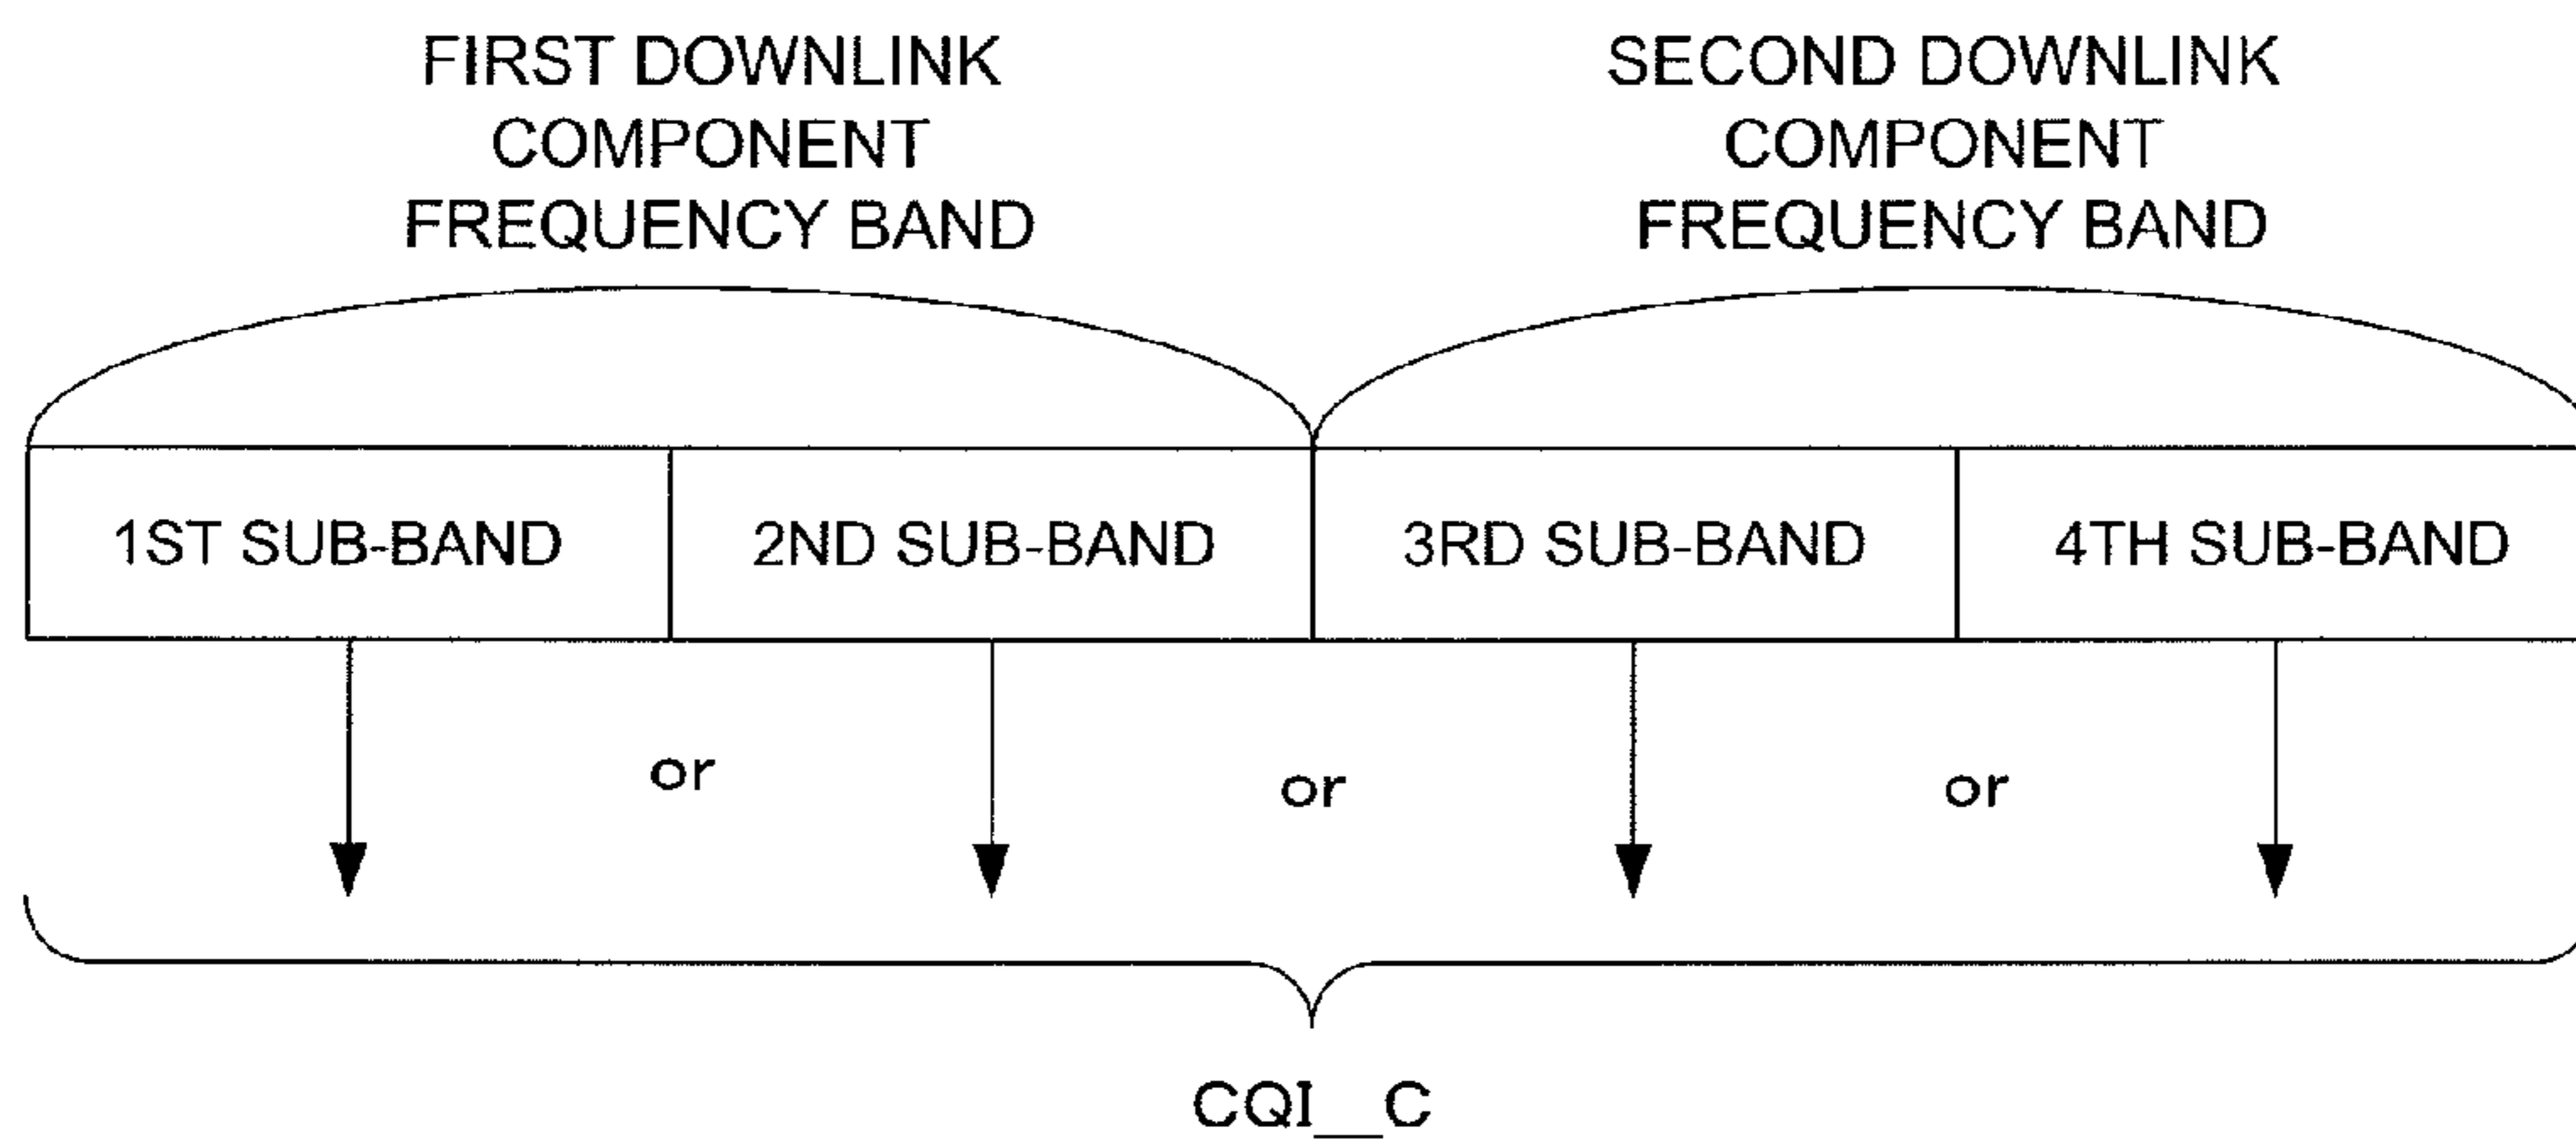 FIRST DOWNLINK
COMPONENT
FREQUENCY BAND
SECOND DOWNLINK
COMPONENT
FREQUENCY BAND
1ST SUB-BAND
2ND SUB-BAND
3RD SUB-BAND
4TH SUB-BAND
or
or
or
CQI__C